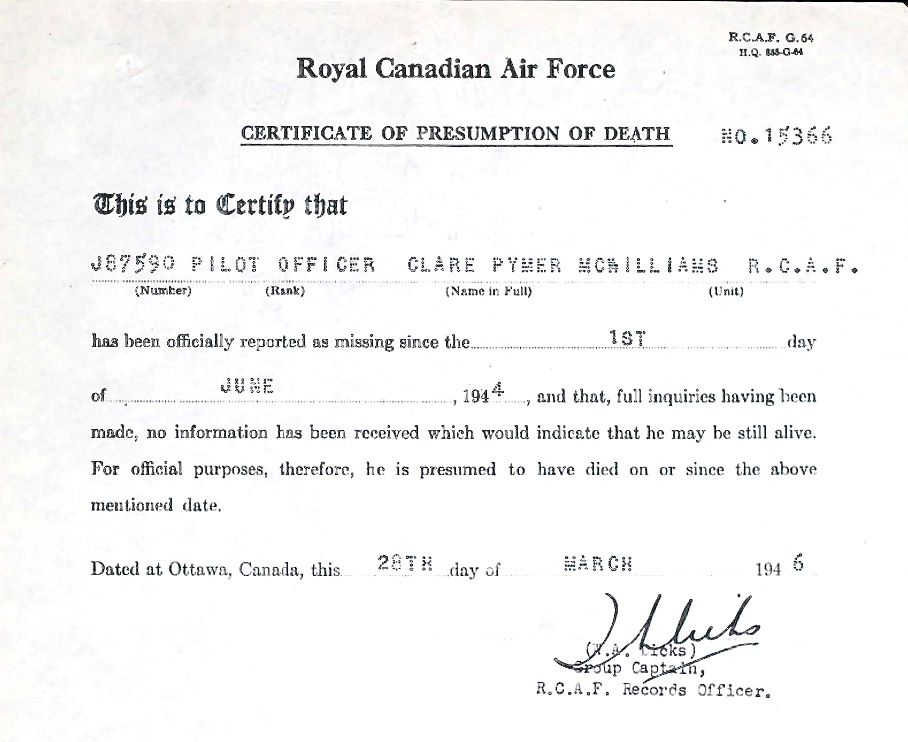 R.C.A.F. G.64
H.Q. 885-G-64
Royal Canadian Air Force
CERTIFICATE OF PRESUMPTION OF DEATH NO.15366
This is to Certify that
J87590 PILOT OFFICER CLARE PYMER MCWILLIAMS R.C.A.F.
(Number) (Rank) (Name in Full) (Unit)
has been officially reported as missing since the 1ST day
of JUNE , 1944 , and that, full inquiries having been
made, no information has been received which would indicate that he may be still alive.
For official purposes, therefore, he is presumed to have died on or since the above
mentioned date.
Dated at Ottawa, Canada, this 28TH day of MARCH 1946
Group Captain,
R.C.A.F. Records Officer.